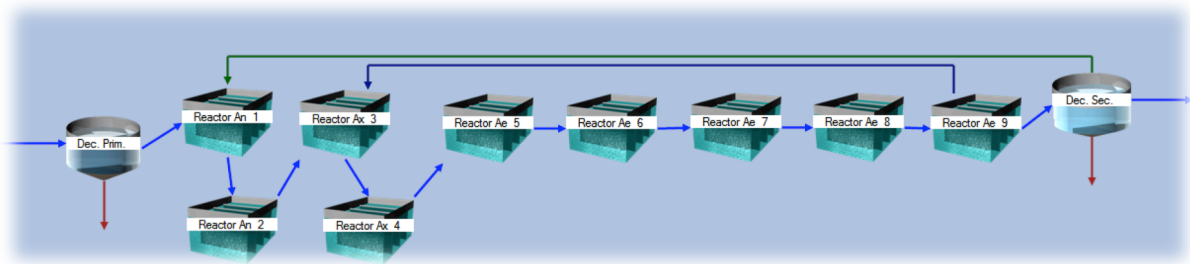 Dec. Prim.
Reactor An 1
Reactor An 2
Reactor Ax 3
Reactor Ax 4
Reactor Ae 5
Reactor Ae 6
Reactor Ae 7
Reactor Ae 8
Reactor Ae 9
Dec. Sec.